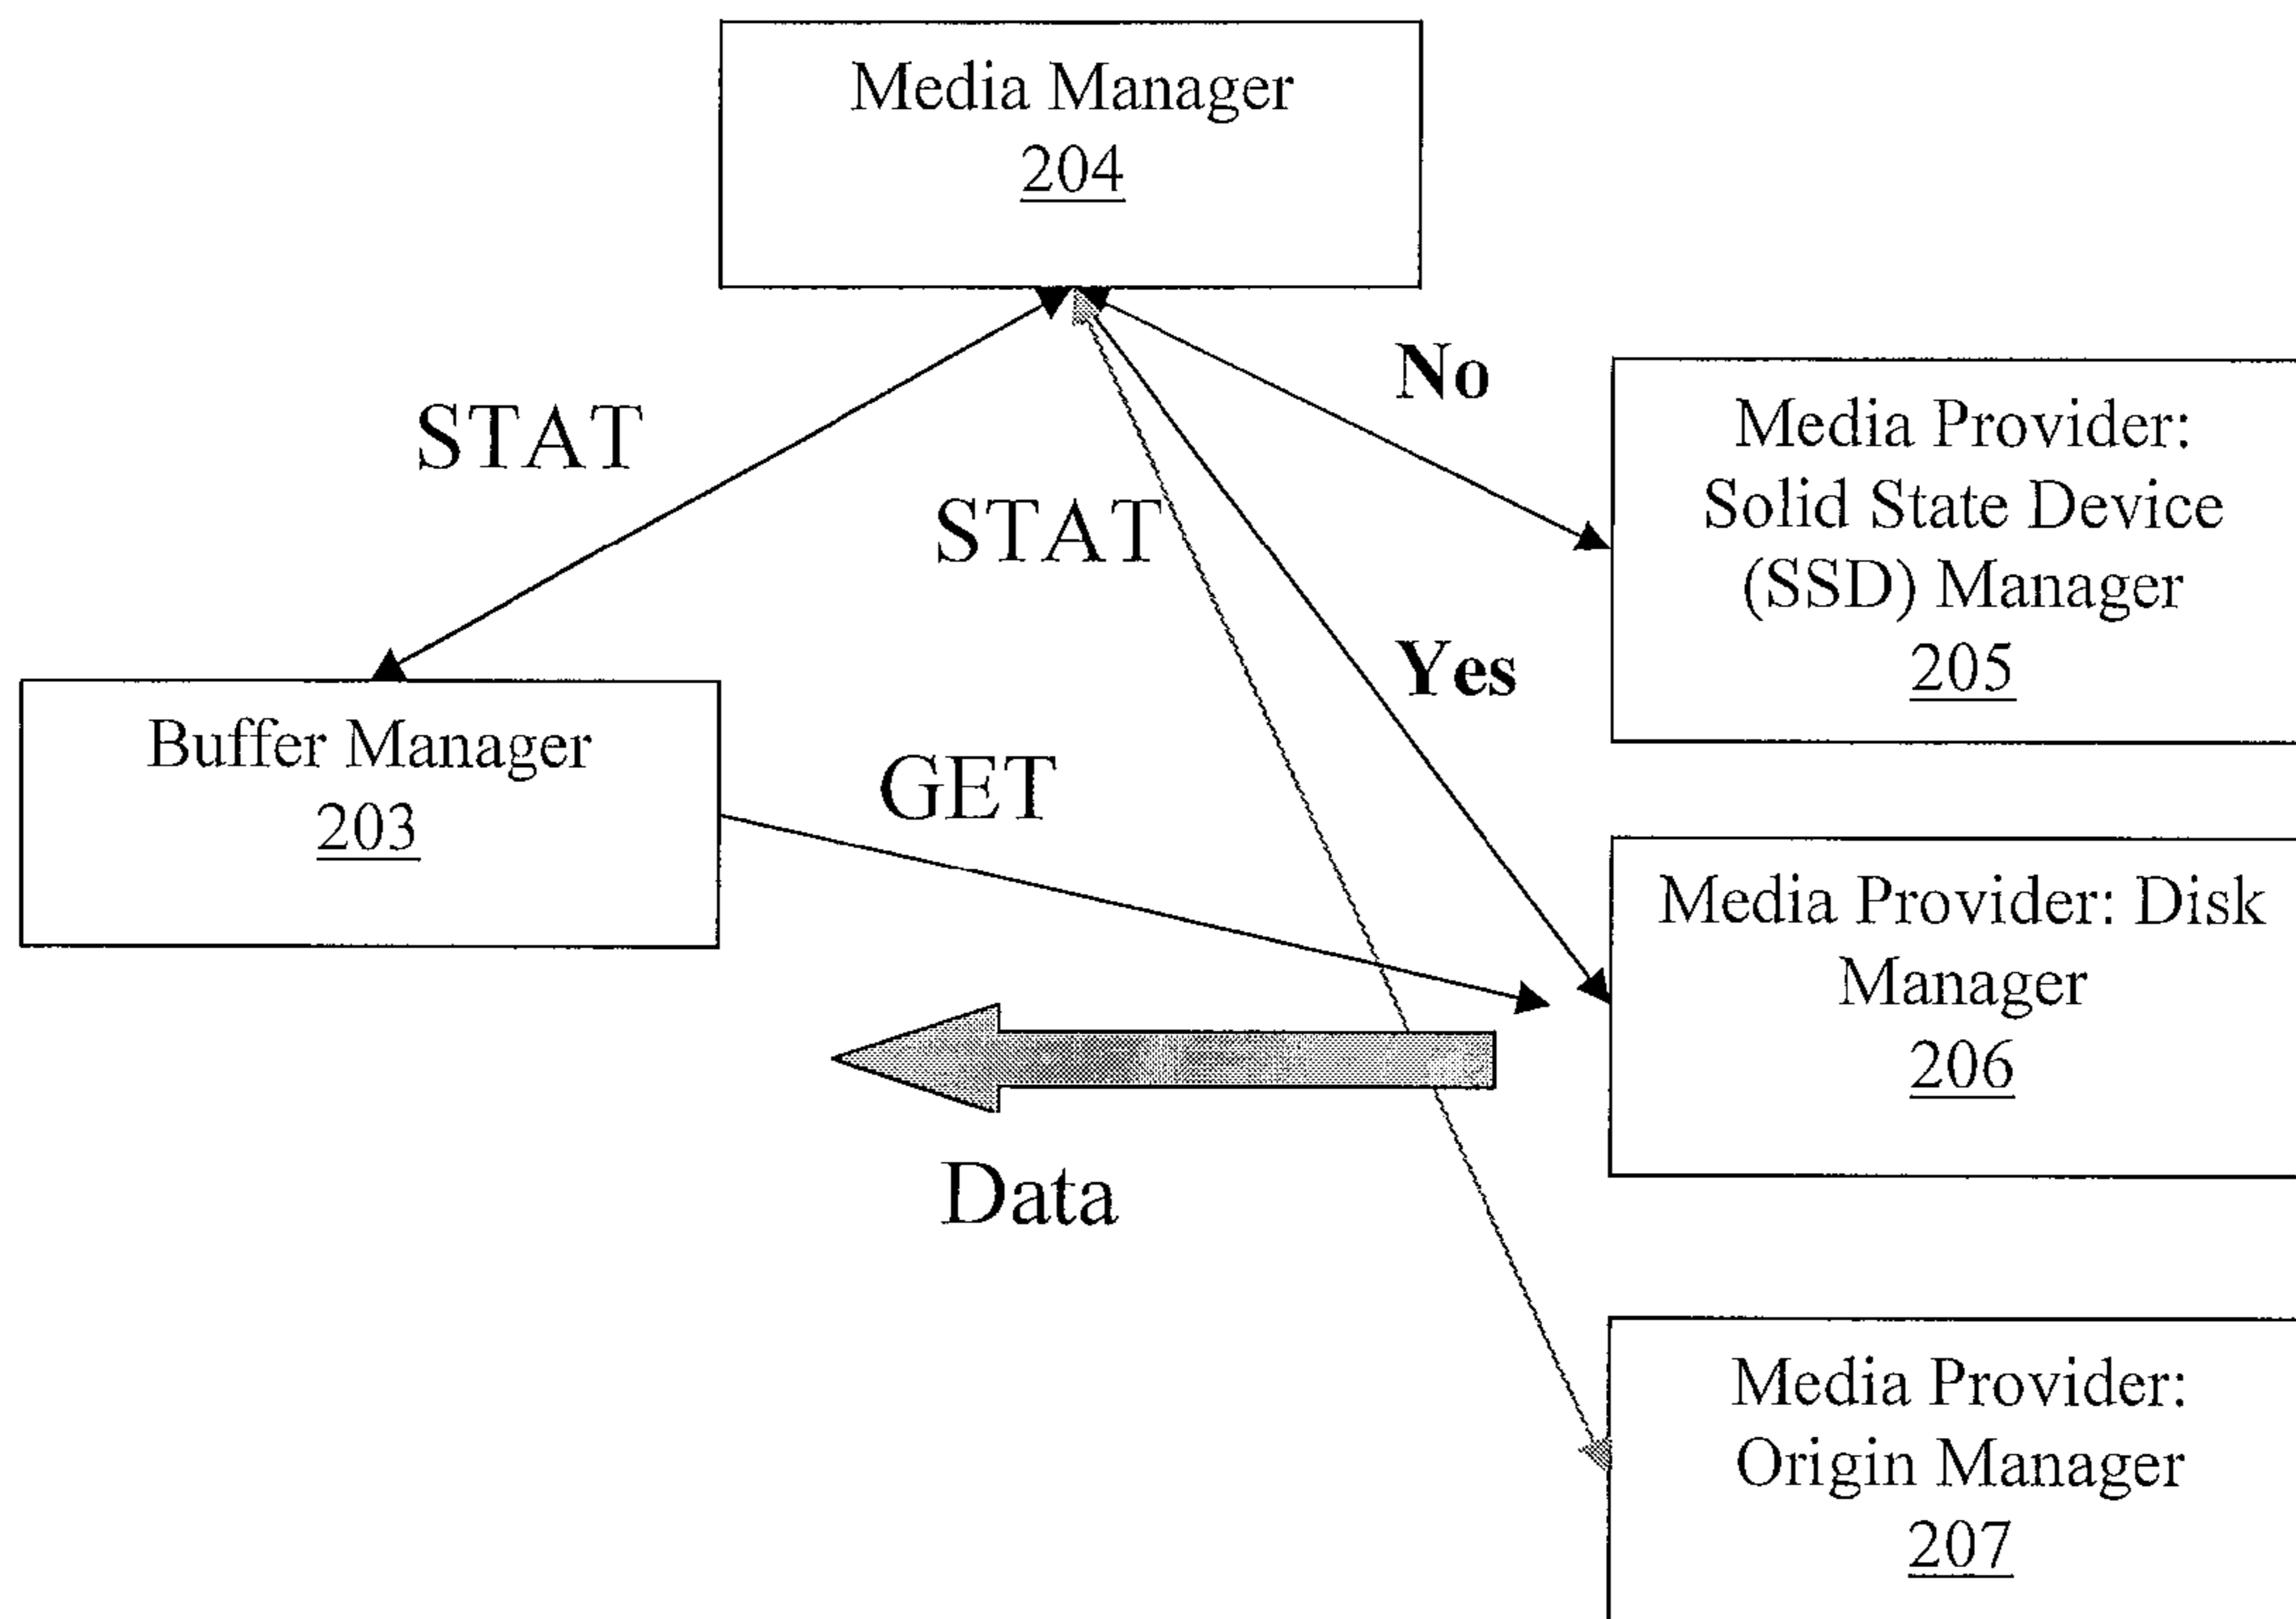 Media Manager
204
No
STAT
STAT
Yes
Media Provider:
Solid State Device
(SSD) Manager
205
Buffer Manager
203
GET
Media Provider: Disk
Manager
206
Data
Media Provider:
Origin Manager
207